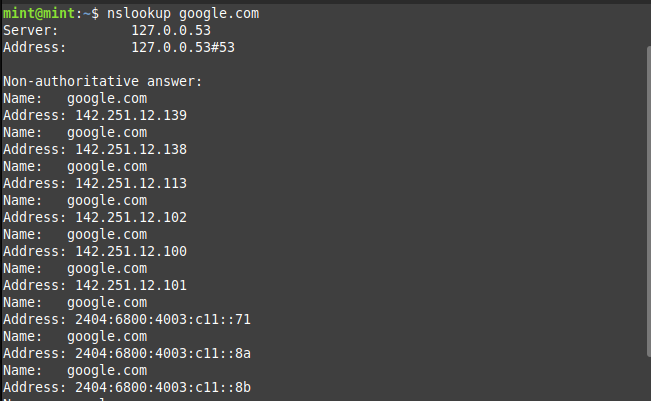 mint@mint:~$ nslookup google.com
Server:         127.0.0.53
Address:        127.0.0.53#53

Non-authoritative answer:
Name:   google.com
Address: 142.251.12.139
Name:   google.com
Address: 142.251.12.138
Name:   google.com
Address: 142.251.12.113
Name:   google.com
Address: 142.251.12.102
Name:   google.com
Address: 142.251.12.100
Name:   google.com
Address: 142.251.12.101
Name:   google.com
Address: 2404:6800:4003:c11::71
Name:   google.com
Address: 2404:6800:4003:c11::8a
Name:   google.com
Address: 2404:6800:4003:c11::8b